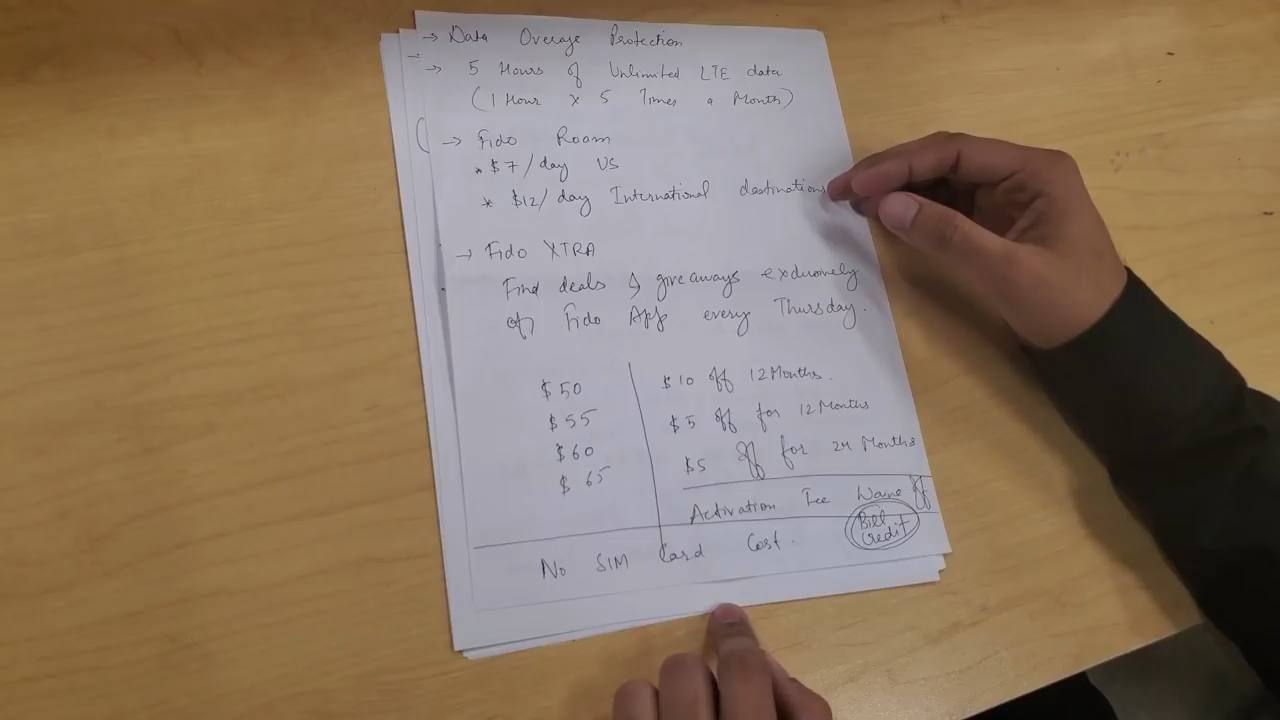 → Data Overage Protection
→ 5 Hours of Unlimited LTE data
(1 Hour x 5 Times a Month)
→ Fido Roam
* $7/day US
* $12/day International destinations
→ Fido XTRA
Find deals & giveaways exclusively
on Fido App every Thursday.
$50
$10 off 12 Months.
$55
$5 off for 12 Months
$60
$5 off for 24 Months
$65
Activation Fee Wave off
Bill
Credit
No SIM Card Cost.